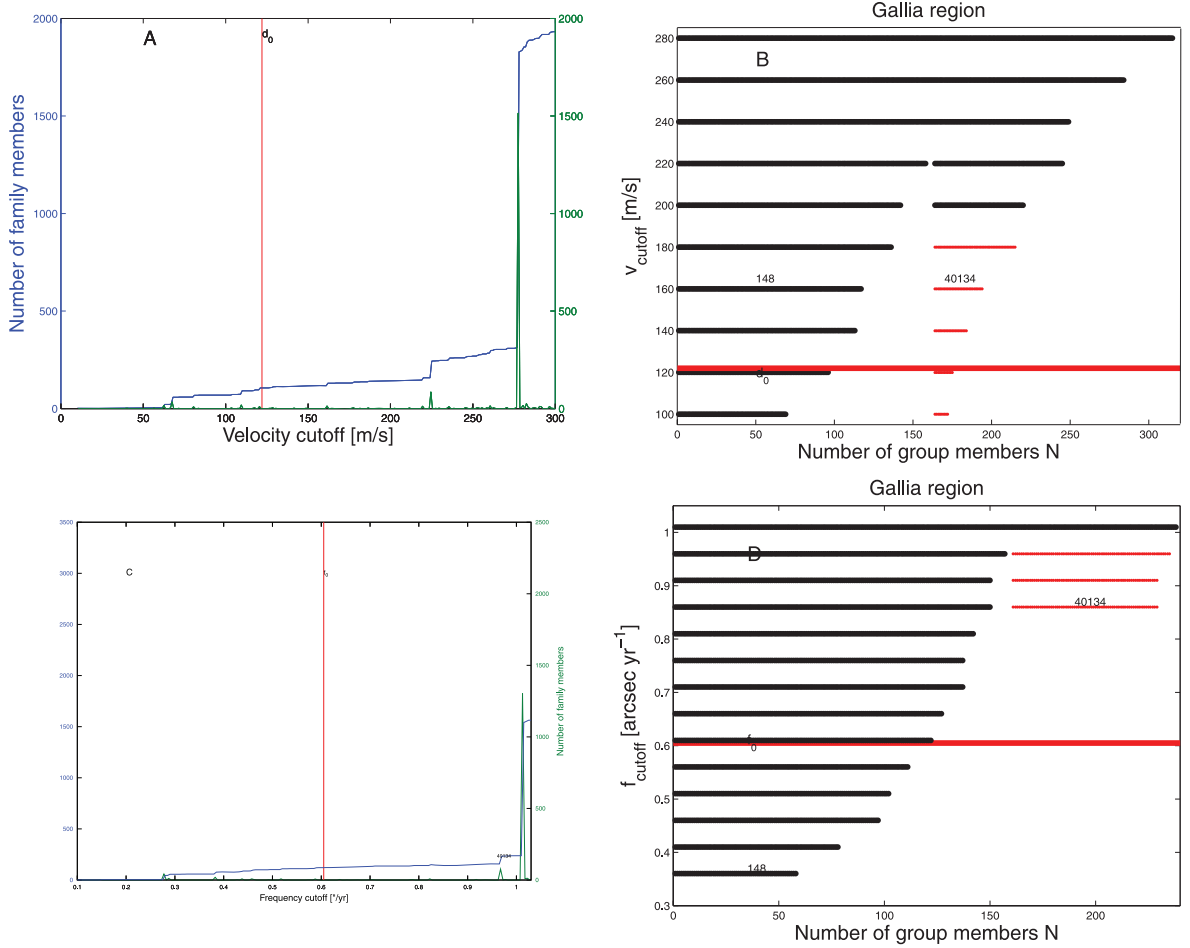 A
d0
Number of family members
2000
1500
1000
500
0
2000
1500
1000
500
0
0 50 100 150 200 250 300
Velocity cutoff [m/s]
Gallia region
B
vcutoff [m/s]
280
260
240
220
200
180
160
140
120
100
148
40134
d0
0 50 100 150 200 250 300
Number of group members N
C
f0
3500
3000
2500
2000
1500
1000
500
0
2500
2000
1500
1000
500
0
Number of family members
40134
0.1 0.2 0.3 0.4 0.5 0.6 0.7 0.8 0.9 1
Frequency cutoff ["/yr]
Gallia region
D
fcutoff [arcsec yr−1]
1
0.9
0.8
0.7
0.6
0.5
0.4
0.3
40134
f0
148
0 50 100 150 200
Number of group members N